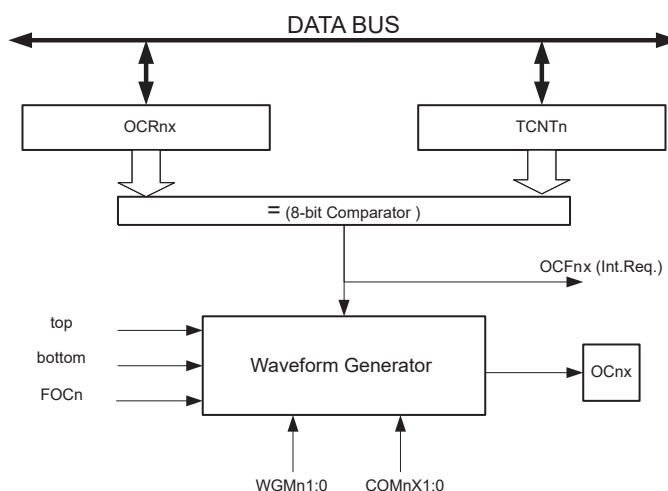 DATA BUS
OCRnx
TCNTn
= (8-bit Comparator )
OCFnx (Int.Req.)
top
bottom
FOCn
Waveform Generator
OCnx
WGMn1:0
COMnX1:0